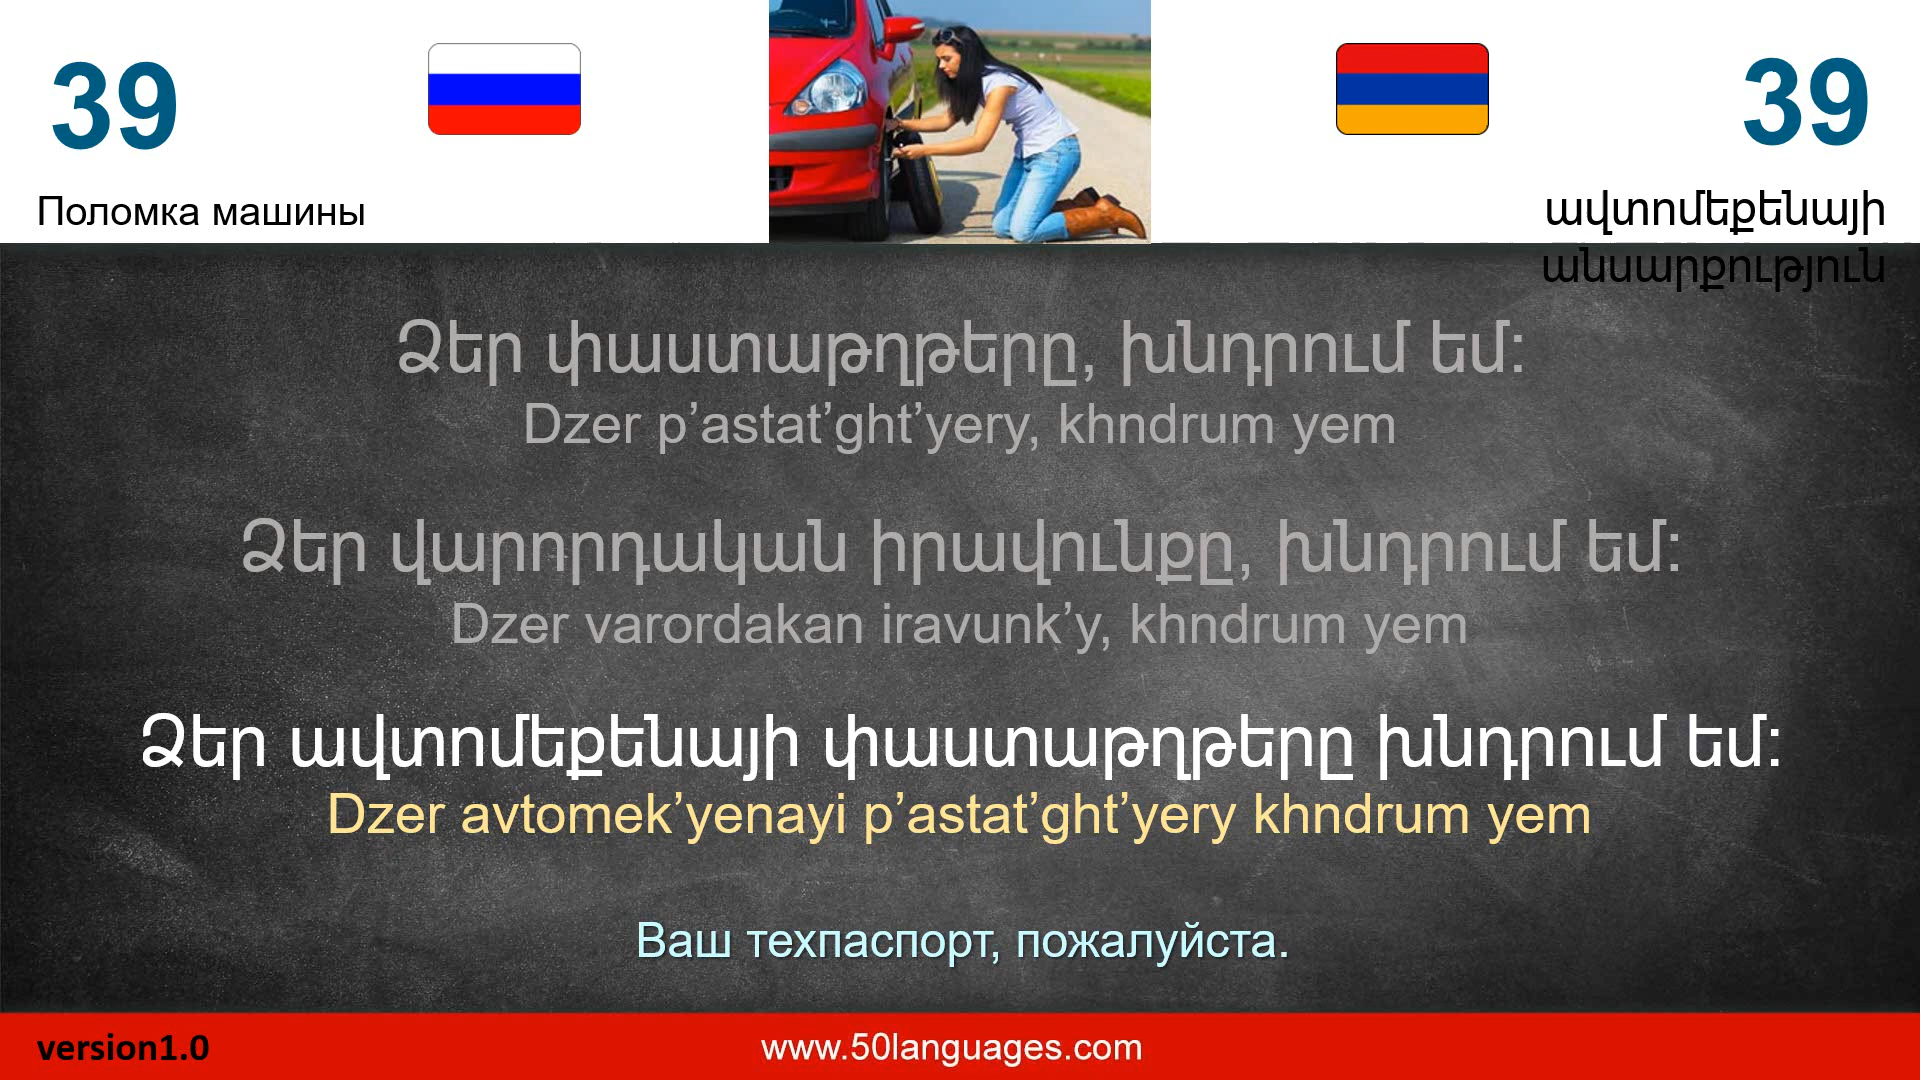 39
39
Поломка машины
ավտոմեքենայի
անսարքություն
Ձեր փաստաթղթերը, խնդրում եմ:
Dzer p’astat’ght’yery, khndrum yem
Ձեր վարորդական իրավունքը, խնդրում եմ:
Dzer varordakan iravunk’y, khndrum yem
Ձեր ավտոմեքենայի փաստաթղթերը խնդրում եմ:
Dzer avtomek’yenayi p’astat’ght’yery khndrum yem
Ваш техпаспорт, пожалуйста.
version1.0
www.50languages.com